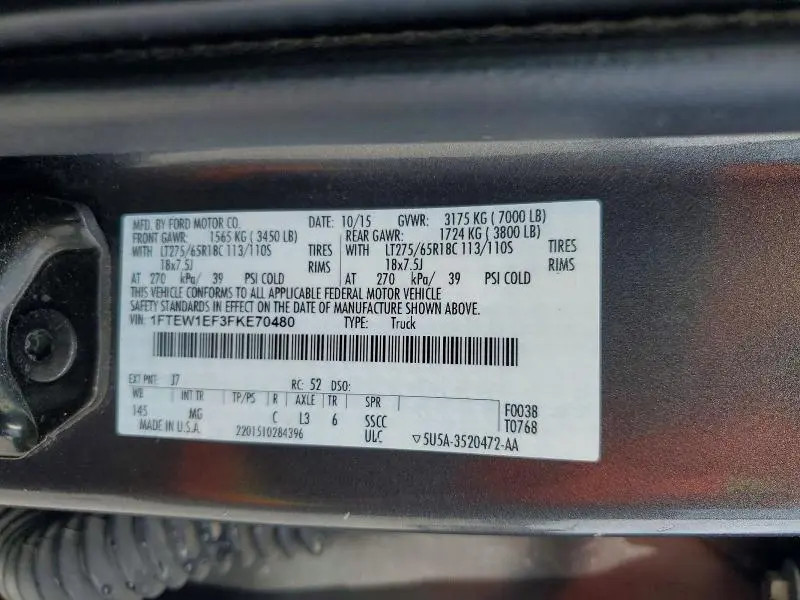 MFD. BY FORD MOTOR CO. DATE: 10/15 GVWR: 3175 KG ( 7000 LB)
FRONT GAWR: 1565 KG ( 3450 LB) REAR GAWR: 1724 KG ( 3800 LB)
WITH LT275/65R18C 113/110S TIRES WITH LT275/65R18C 113/110S TIRES
18x7.5J RIMS 18x7.5J RIMS
AT 270 kPa/ 39 PSI COLD AT 270 kPa/ 39 PSI COLD
THIS VEHICLE CONFORMS TO ALL APPLICABLE FEDERAL MOTOR VEHICLE
SAFETY STANDARDS IN EFFECT ON THE DATE OF MANUFACTURE SHOWN ABOVE.
VIN: 1FTEW1EF3FKE70480 TYPE: Truck
EXT PNT: J7 RC: 52 DSO:
WB INT TR TP/PS R AXLE TR SPR
145 MG C L3 6 SSCC F0038
MADE IN U.S.A. 2201510284396 ULC ▽5U5A-3520472-AA T0768